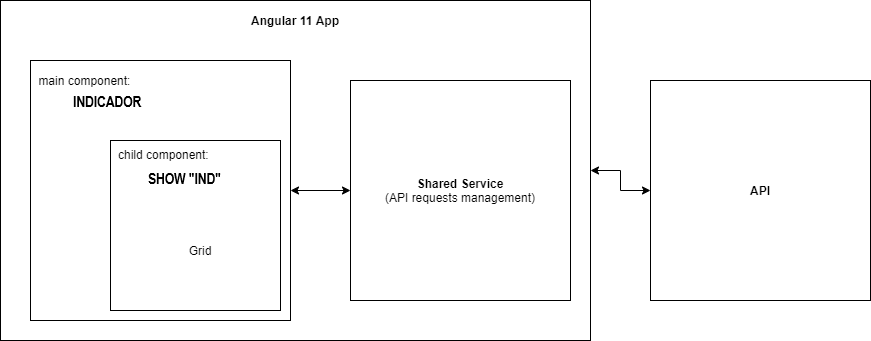 Angular 11 App
main component:
INDICADOR
child component:
SHOW "IND"
Grid
Shared Service
(API requests management)
API